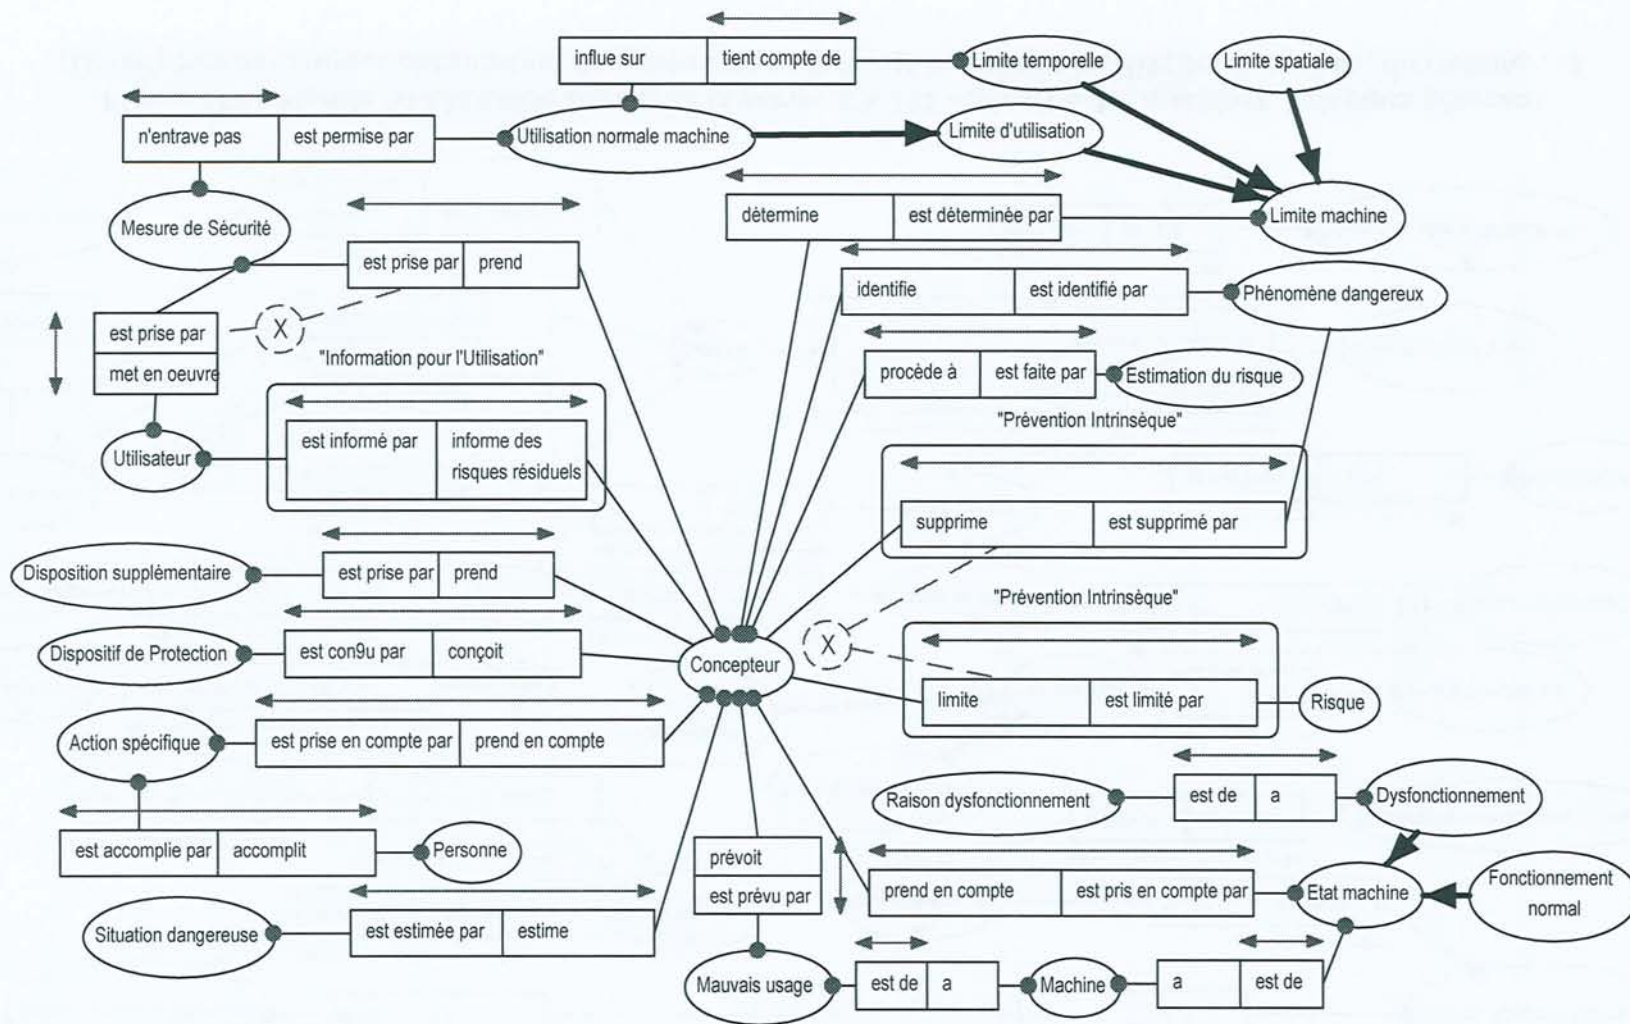 influe sur
tient compte de
Limite temporelle
Limite spatiale
n'entrave pas
est permise par
Utilisation normale machine
Limite d'utilisation
Mesure de Sécurité
détermine
est déterminée par
Limite machine
est prise par
prend
identifie
est identifié par
Phénomène dangereux
est prise par
met en oeuvre
X
"Information pour l'Utilisation"
procède à
est faite par
Estimation du risque
"Prévention Intrinsèque"
Utilisateur
est informé par
informe des
risques résiduels
supprime
est supprimé par
Disposition supplémentaire
est prise par
prend
"Prévention Intrinsèque"
Dispositif de Protection
est con9u par
conçoit
Concepteur
X
limite
est limité par
Risque
Action spécifique
est prise en compte par
prend en compte
Raison dysfonctionnement
est de
a
Dysfonctionnement
est accomplie par
accomplit
Personne
prévoit
est prévu par
prend en compte
est pris en compte par
Etat machine
Fonctionnement
normal
Situation dangereuse
est estimée par
estime
Mauvais usage
est de
a
Machine
a
est de